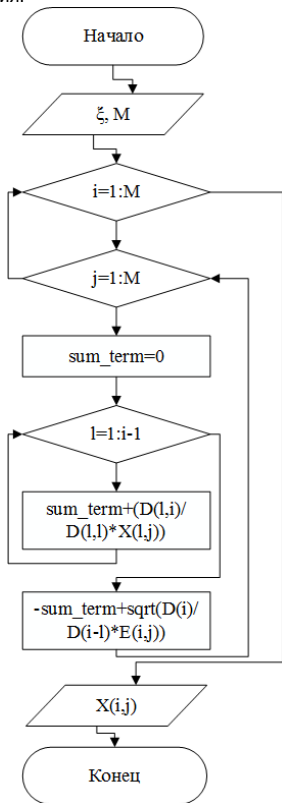 Начало
ξ, M
i=1:M
j=1:M
sum_term=0
l=1:i-1
sum_term+(D(l,i)/
D(l,l)*X(l,j))
-sum_term+sqrt(D(i)/
D(i-l)*E(i,j))
X(i,j)
Конец